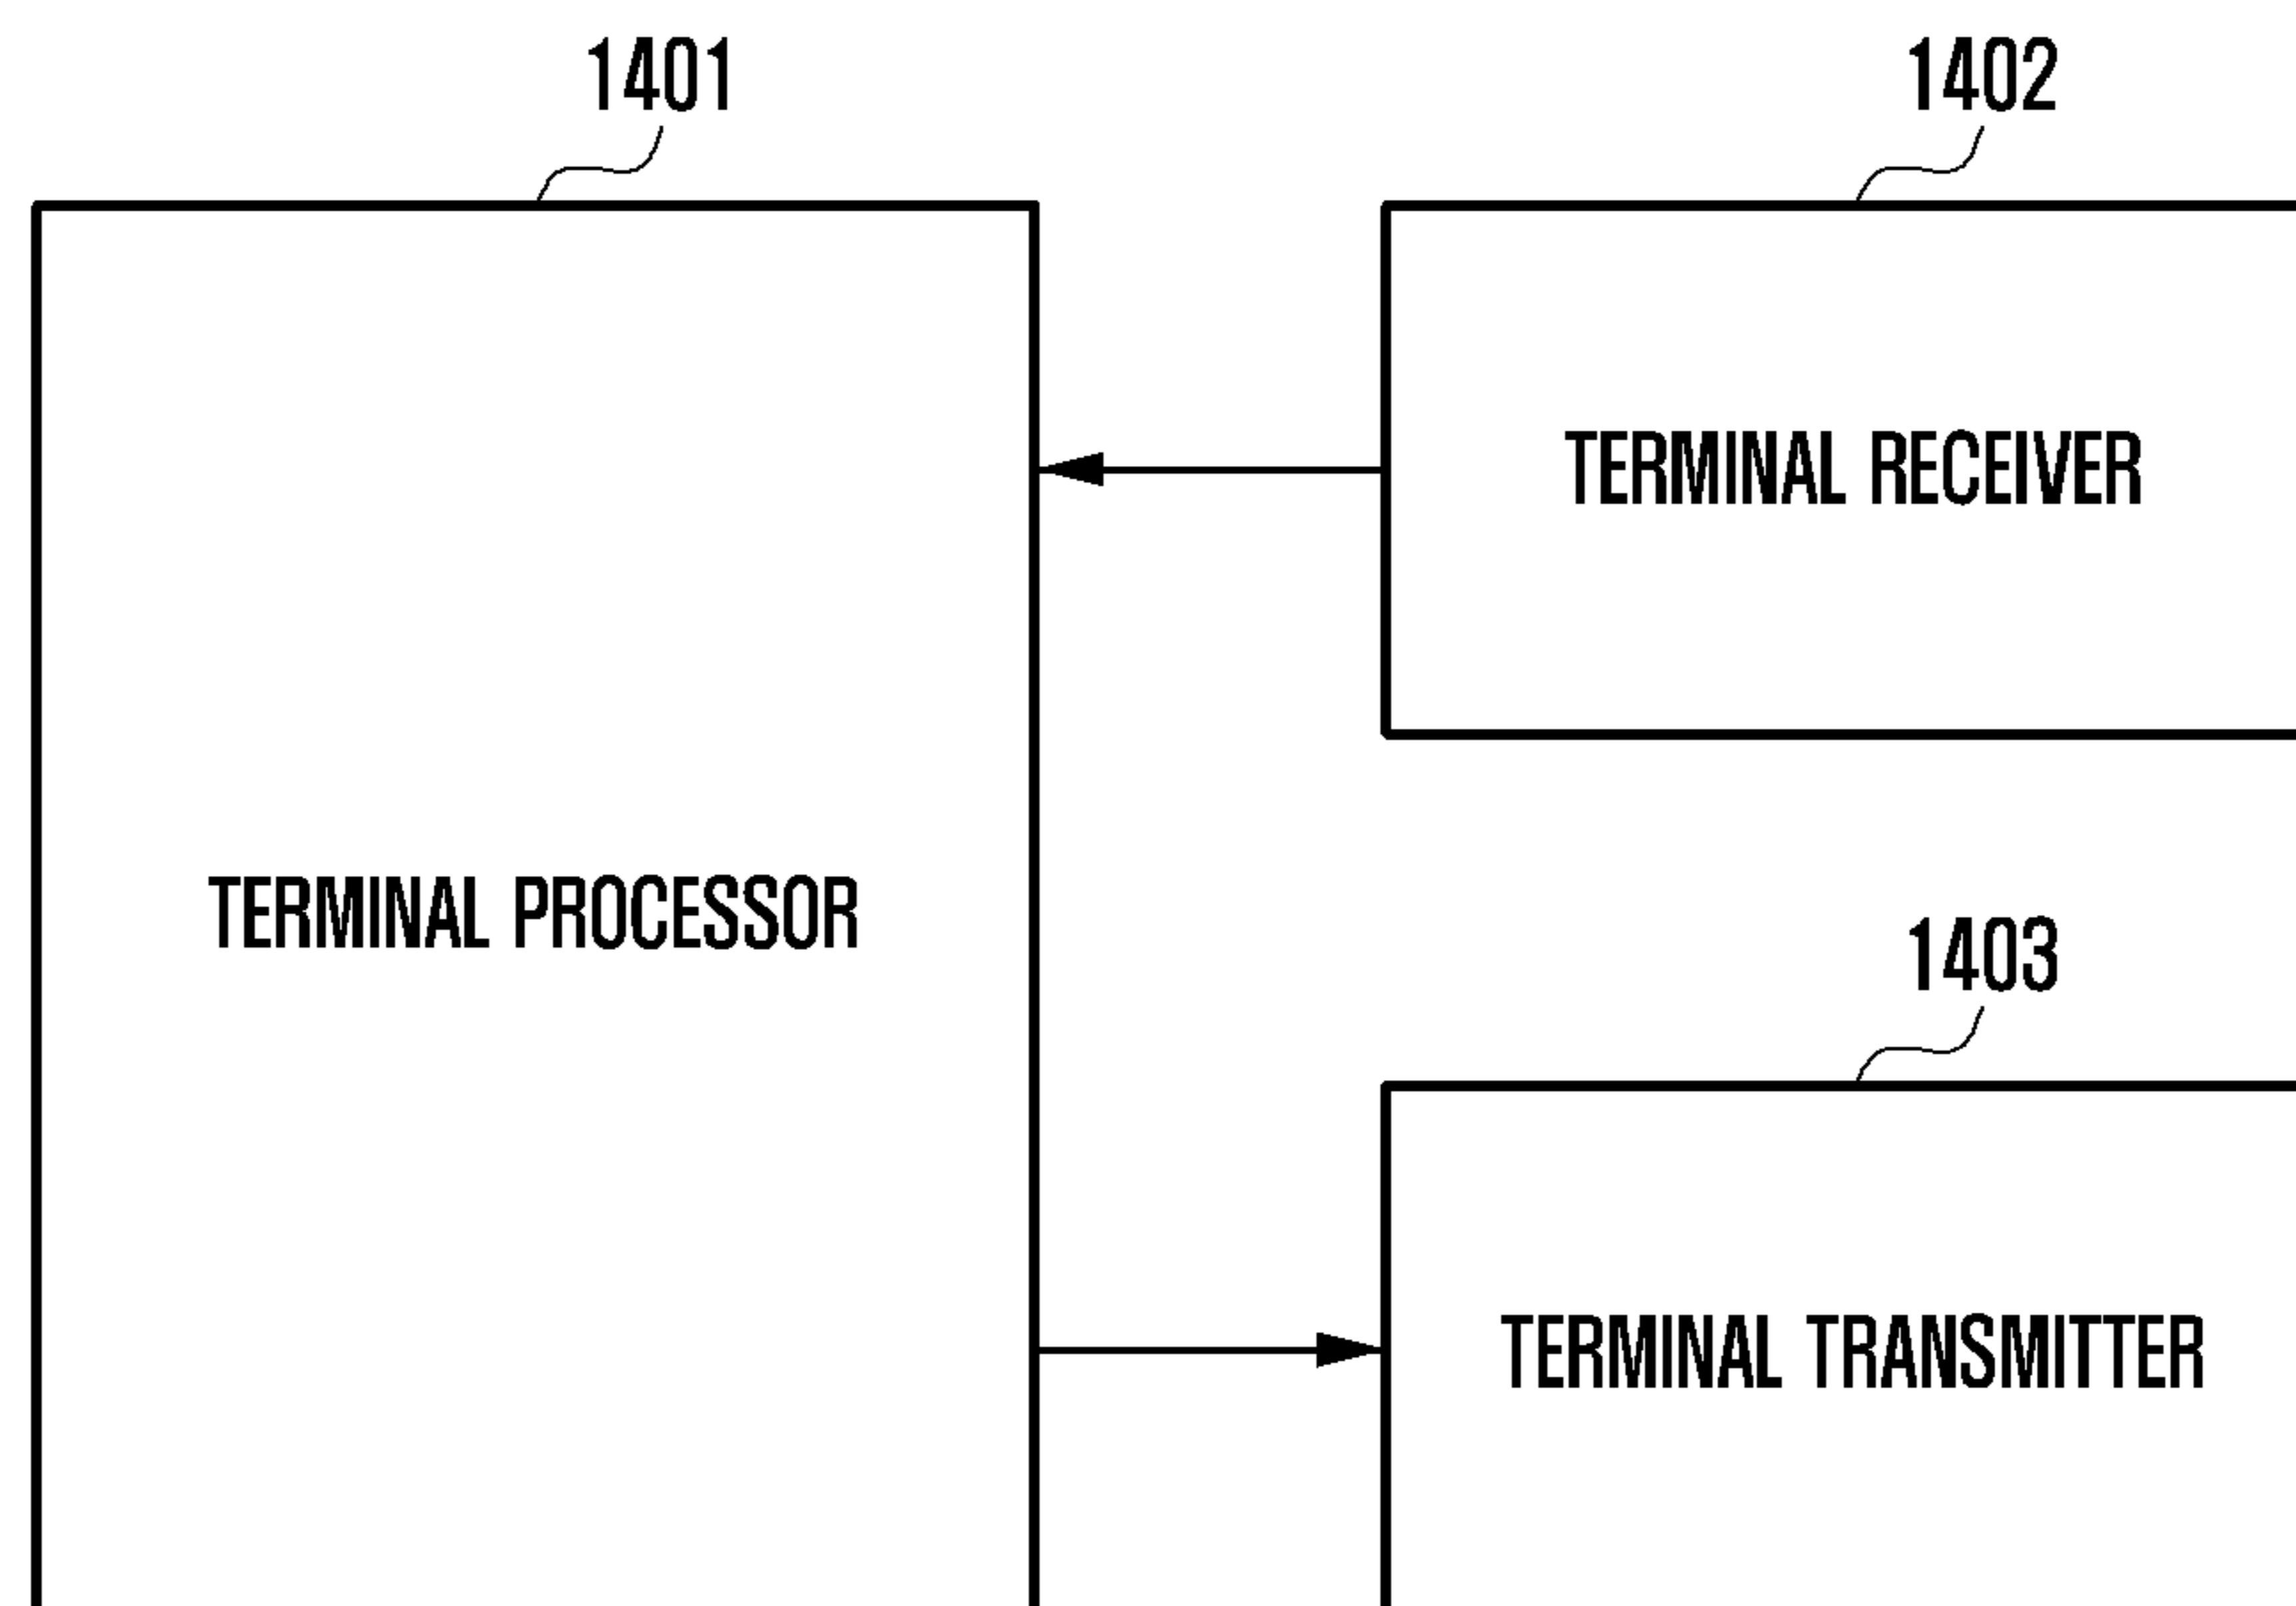 1401
1402
TERMINAL RECEIVER
TERMINAL PROCESSOR
1403
TERMINAL TRANSMITTER